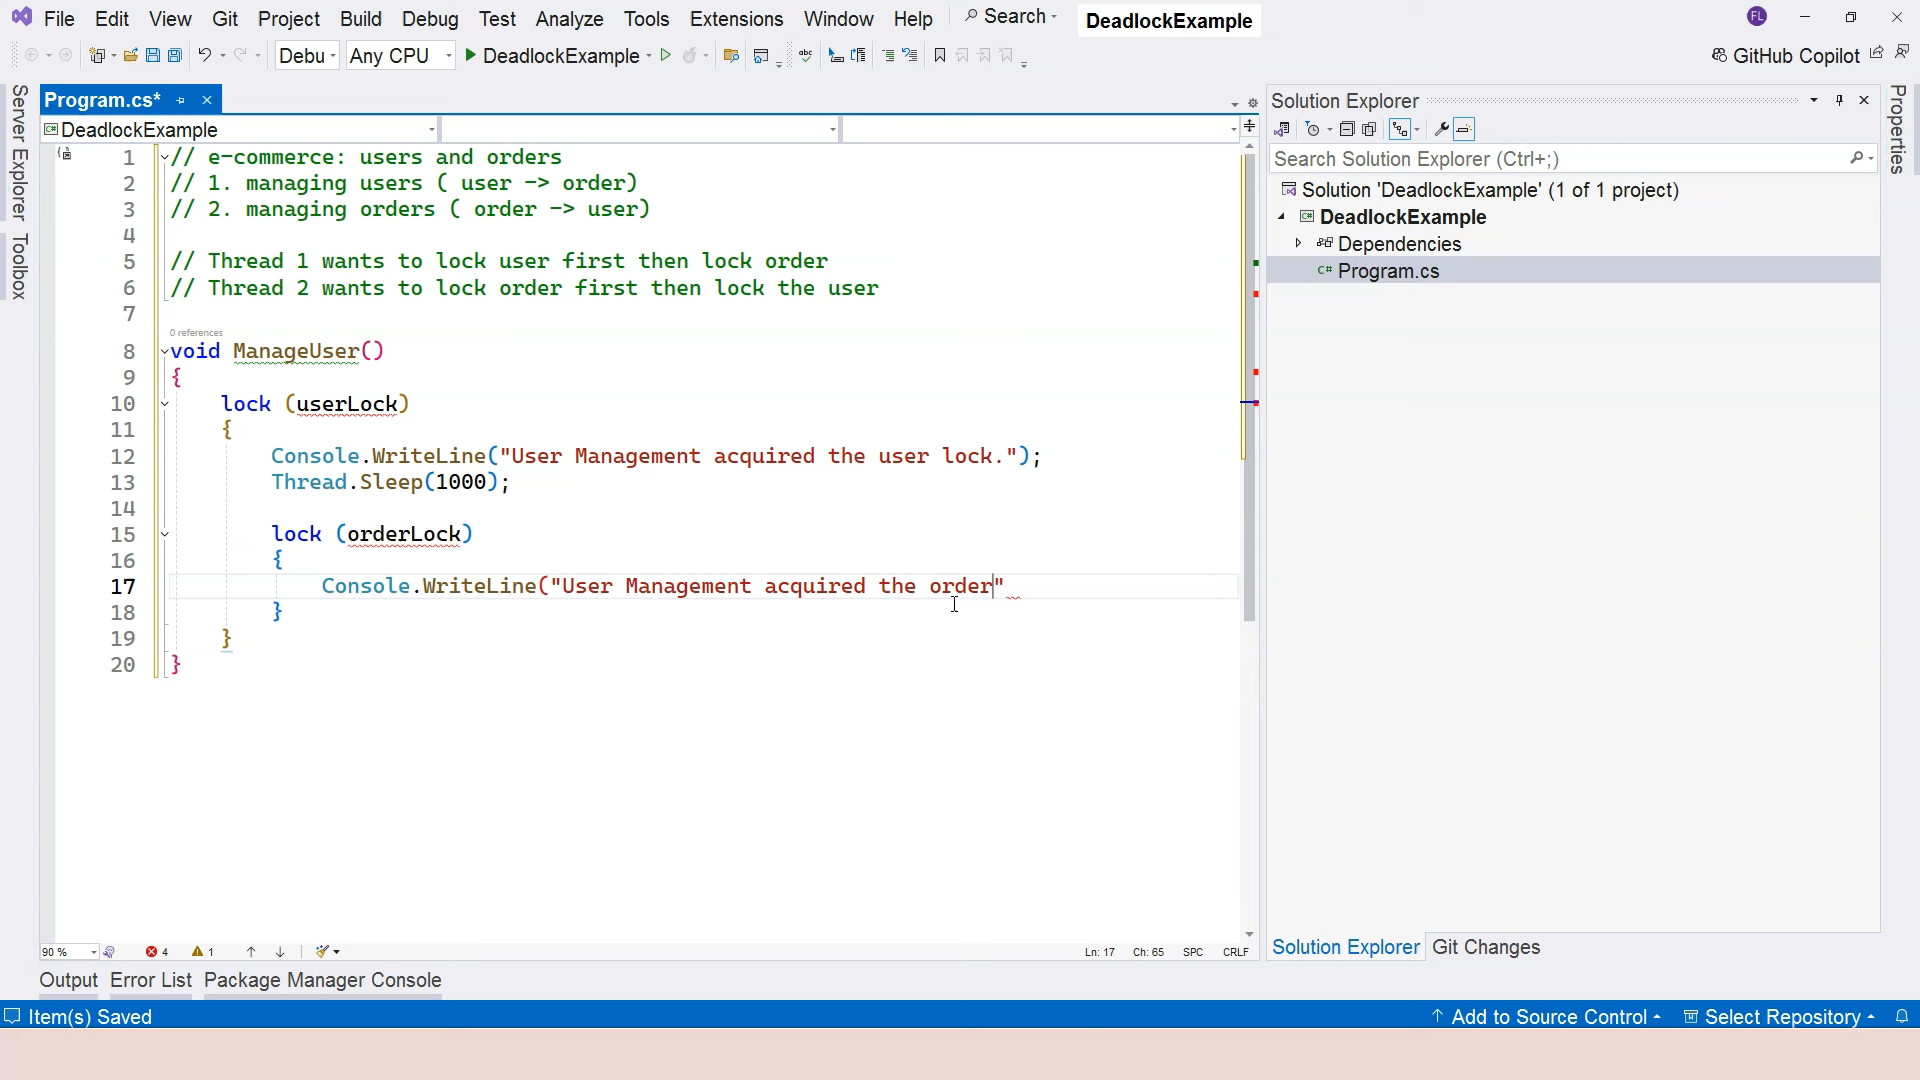 File Edit View Git Project Build Debug Test Analyze Tools Extensions Window Help Search DeadlockExample FL
Debu Any CPU DeadlockExample abc GitHub Copilot
Server Explorer
Toolbox
Program.cs*
DeadlockExample
1 // e-commerce: users and orders
2 // 1. managing users ( user -> order)
3 // 2. managing orders ( order -> user)
4
5 // Thread 1 wants to lock user first then lock order
6 // Thread 2 wants to lock order first then lock the user
7
0 references
8 void ManageUser()
9 {
10 lock (userLock)
11 {
12 Console.WriteLine("User Management acquired the user lock.");
13 Thread.Sleep(1000);
14
15 lock (orderLock)
16 {
17 Console.WriteLine("User Management acquired the order"
18 }
19 }
20 }
90 % 4 1 Ln: 17 Ch: 65 SPC CRLF
Solution Explorer
Search Solution Explorer (Ctrl+;)
Solution 'DeadlockExample' (1 of 1 project)
C# DeadlockExample
Dependencies
C# Program.cs
Solution Explorer Git Changes
Properties
Output Error List Package Manager Console
Item(s) Saved Add to Source Control Select Repository